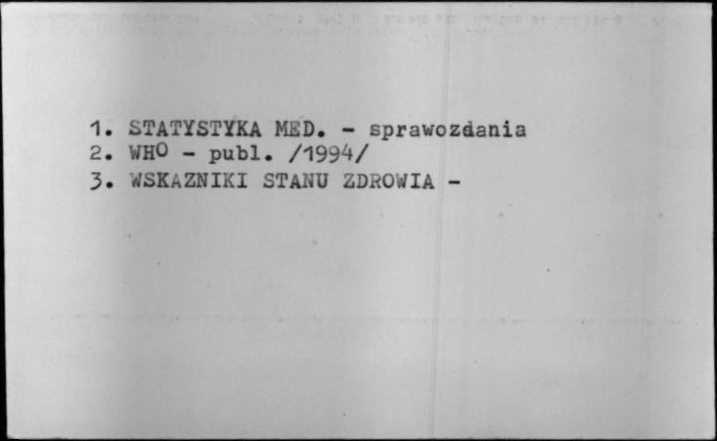 1. STATYSTYKA MED. - sprawozdania
2. WHO - publ. /1994/
3. WSKAZNIKI STANU ZDROWIA -